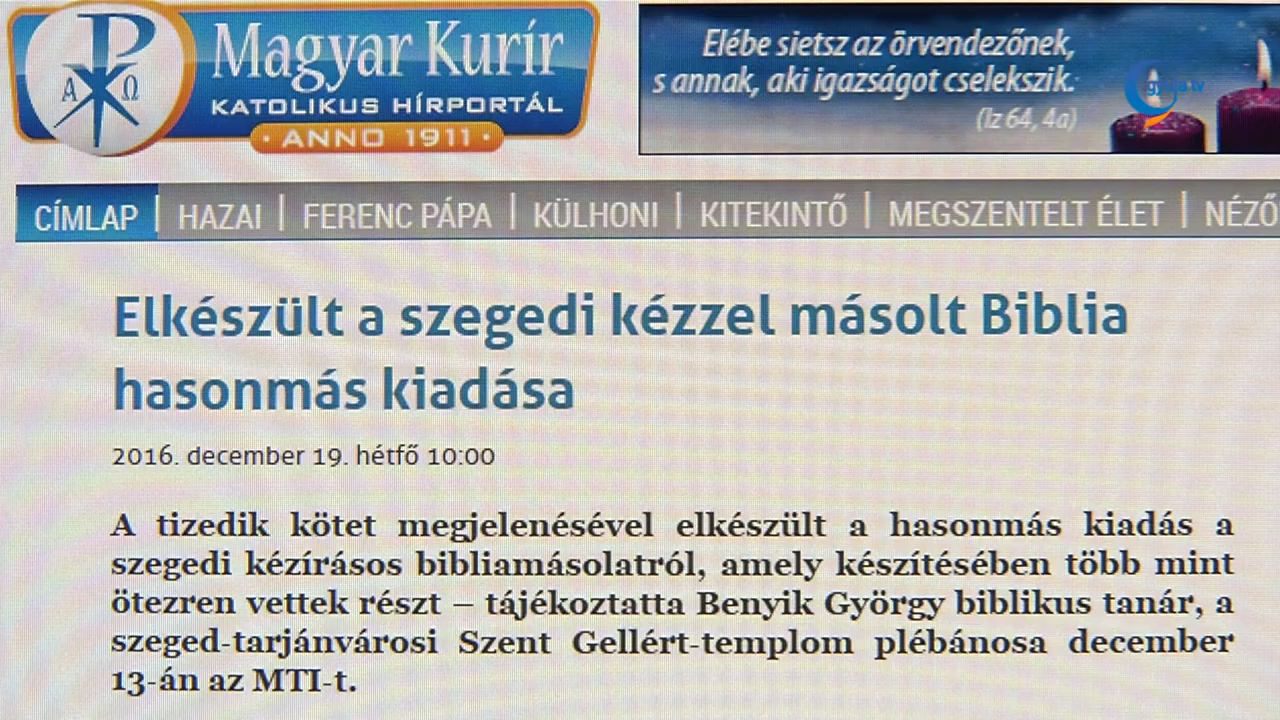 Magyar Kurír
KATOLIKUS HÍRPORTÁL
· ANNO 1911 ·
Elébe sietsz az örvendezőnek,
s annak, aki igazságot cselekszik.
(Iz 64, 4a)
CÍMLAP | HAZAI | FERENC PÁPA | KÜLHONI | KITEKINTŐ | MEGSZENTELT ÉLET | NÉZŐ
Elkészült a szegedi kézzel másolt Biblia
hasonmás kiadása
2016. december 19. hétfő 10:00
A tizedik kötet megjelenésével elkészült a hasonmás kiadás a
szegedi kézírásos bibliamásolatról, amely készítésében több mint
ötezren vettek részt – tájékoztatta Benyik György biblikus tanár, a
szeged-tarjánvárosi Szent Gellért-templom plébánosa december
13-án az MTI-t.